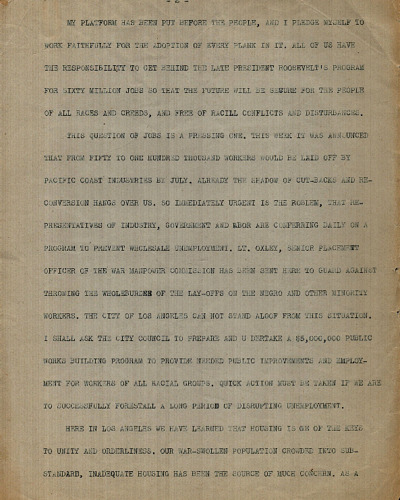 - 2 -
MY PLATFORM HAS BEEN PUT BEFORE THE PEOPLE, AND I PLEDGE MYSELF TO
WORK FAITHFULLY FOR THE ADOPTION OF EVERY PLANK IN IT. ALL OF US HAVE
THE RESPONSIBILITY TO GET BEHIND THE LATE PRESIDENT ROOSEVELT'S PROGRAM
FOR SIXTY MILLION JOBS SO THAT THE FUTURE WILL BE SECURE FOR THE PEOPLE
OF ALL RACES AND CREEDS, AND FREE OF RACILL CONFLICTS AND DISTURBANCES.
THIS QUESTION OF JOBS IS A PRESSING ONE. THIS WEEK IT WAS ANNOUNCED
THAT FROM FIFTY TO ONE HUNDRED THOUSAND WORKERS WOULD BE LAID OFF BY
PACIFIC COAST INDUSTRIES BY JULY. ALREADY THE SHADOW OF CUT-BACKS AND RE-
CONVERSION HANGS OVER US. SO IMMEDIATELY URGENT IS THE ROBLEM, THAT RE-
PRESENTATIVES OF INDUSTRY, GOVERNMENT AND LBOR ARE CONFERRING DAILY ON A
PROGRAM TO PREVENT WHOLESALE UNEMPLOYMENT. LT. OXLEY, SENIOR PLACEMENT
OFFICER OF THE WAR MANPOWER COMMISSION HAS BEEN SENT HERE TO GUARD AGAINST
THROWING THE WHOLEBURDEN OF THE LAY-OFFS ON THE NEGRO AND OTHER MINORITY
WORKERS. THE CITY OF LOS ANGELES CAN NOT STAND ALOOF FROM THIS SITUATION.
I SHALL ASK THE CITY COUNCIL TO PREPARE AND U DERTAKE A $5,000,000 PUBLIC
WORKS BUILDING PROGRAM TO PROVIDE NEEDED PUBLIC IMPROVEMENTS AND EMPLOY-
MENT FOR WORKERS OF ALL RACIAL GROUPS. QUICK ACTION MUST BE TAKEN IF WE ARE
TO SUCCESSFULLY FORESTALL A LONG PERIOD OF DISRUPTING UNEMPLOYMENT.
HERE IN LOS ANGELES WE HAVE LEARNED THAT HOUSING IS ON OF THE KEYS
TO UNITY AND ORDERLINESS. OUR WAR-SWOLLEN POPULATION CROWDED INTO SUB-
STANDARD, INADEQUATE HOUSING HAS BEEN THE SOURCE OF MUCH CONCERN. AS A